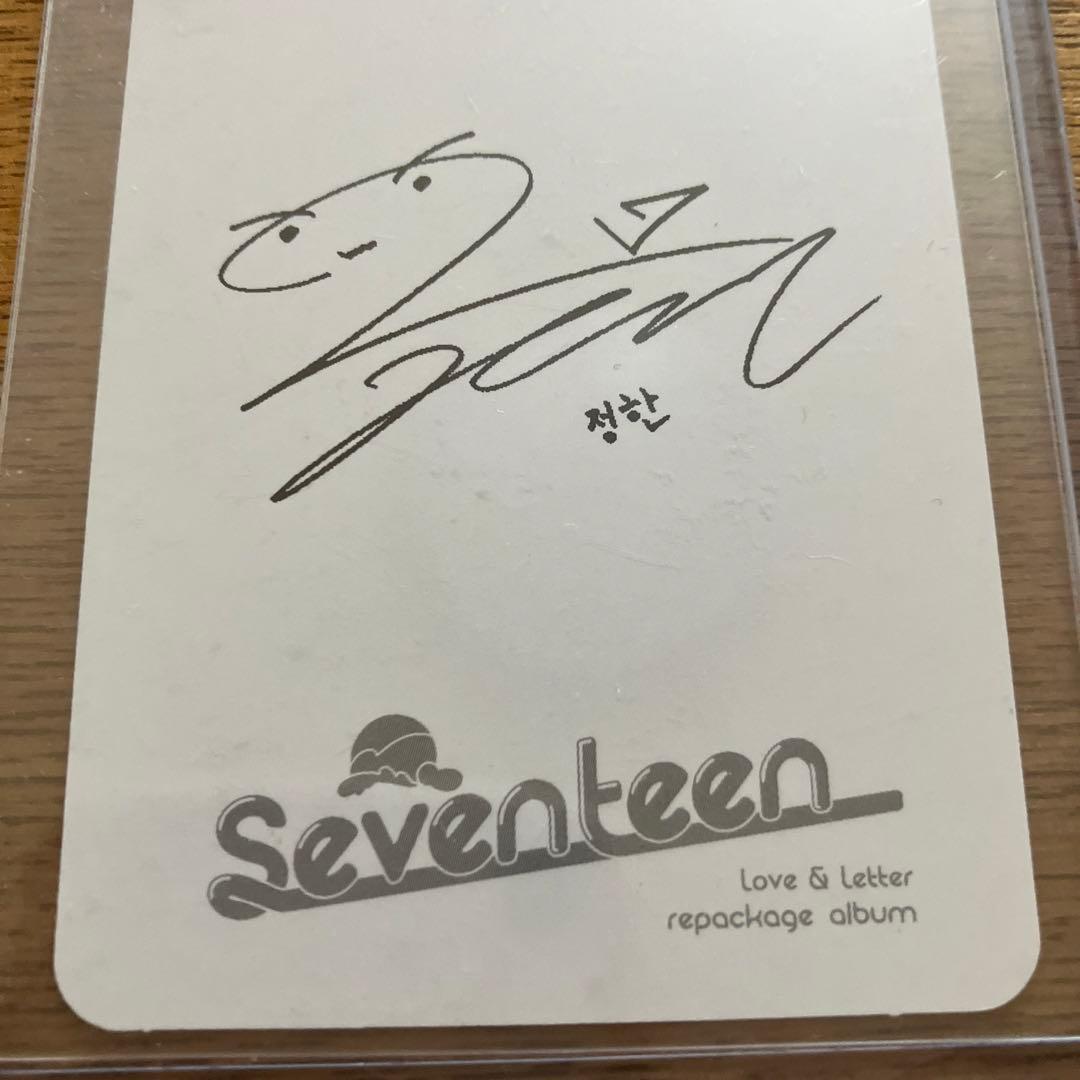 정한
Seventeen
Love & Letter
repackage album